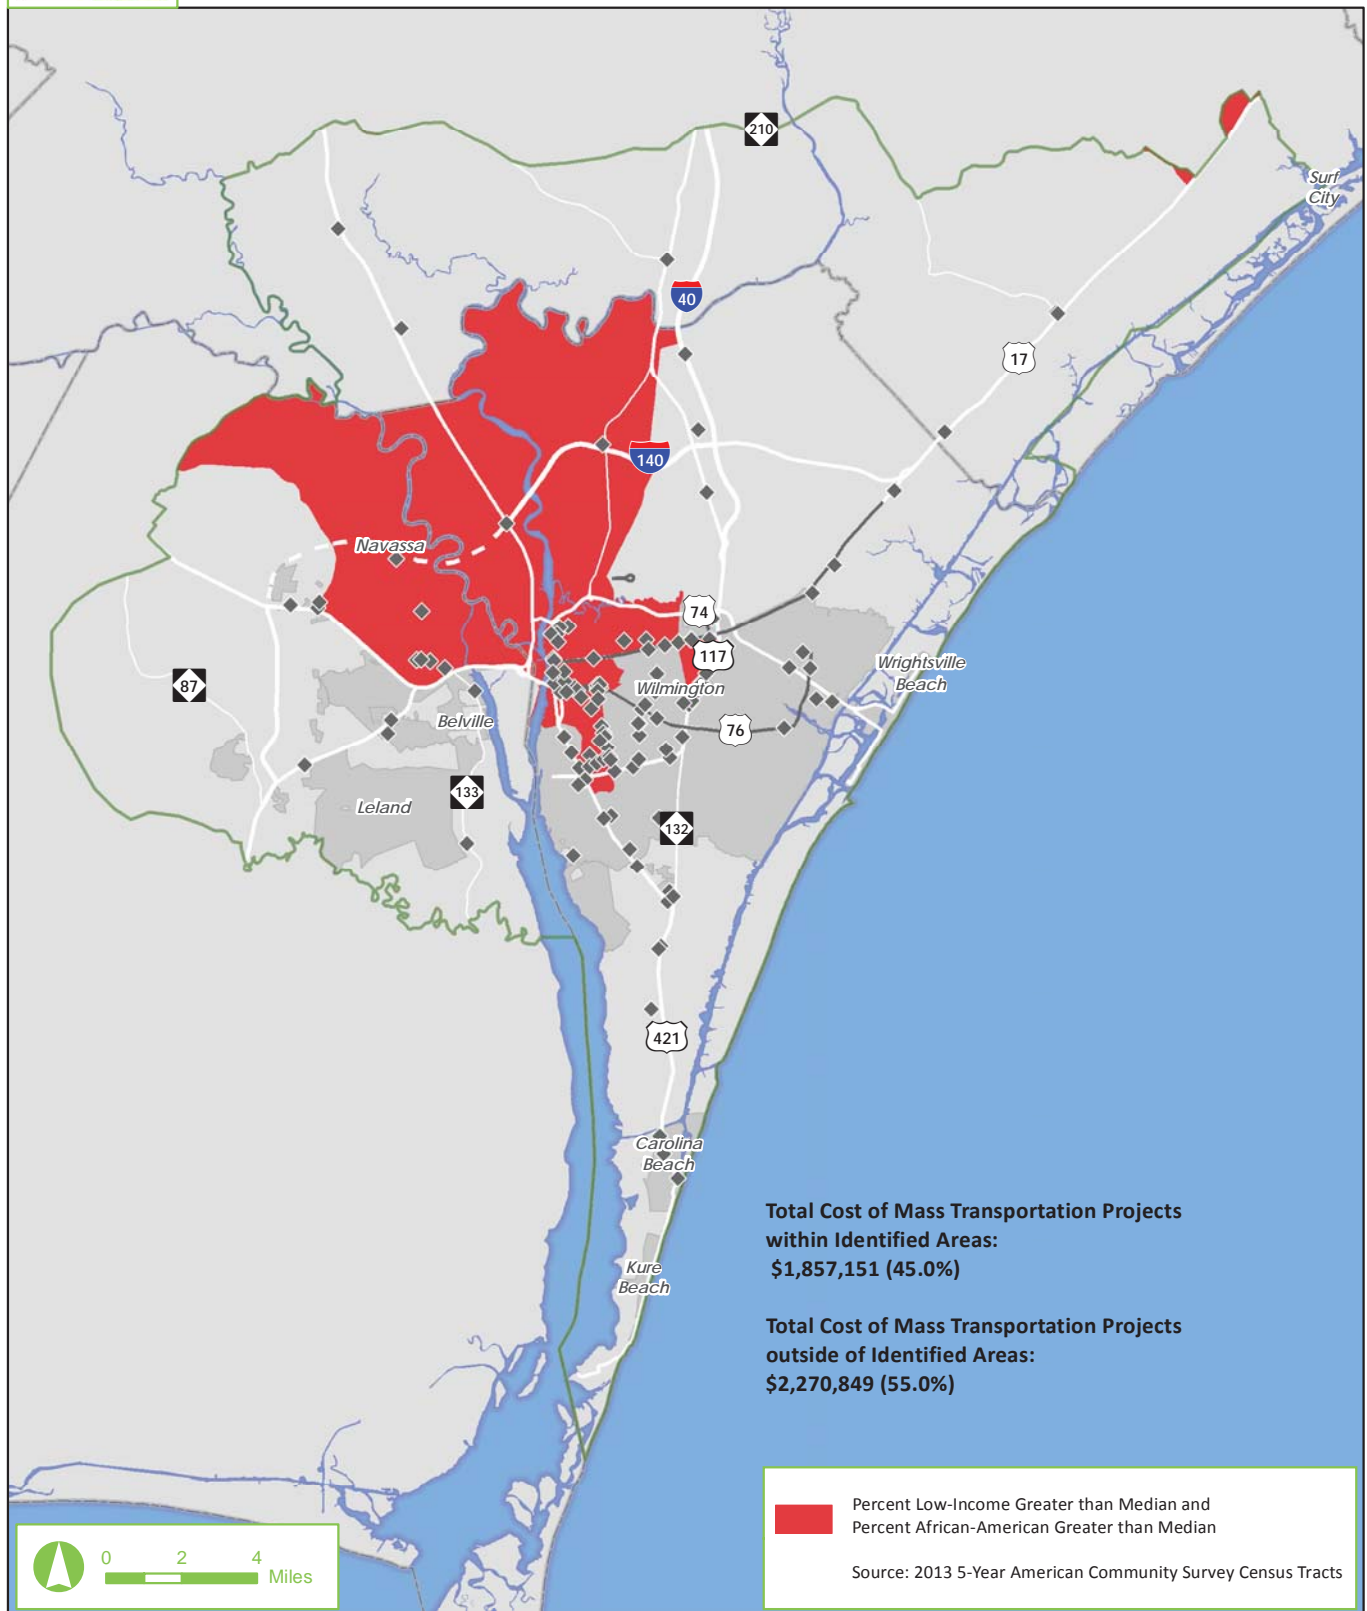 210
Surf
City
40
17
140
Navassa
74
117
Wrightsville
Beach
87
Wilmington
Belville
76
133
Leland
132
421
Carolina
Beach
Total Cost of Mass Transportation Projects
within Identified Areas:
$1,857,151 (45.0%)
Kure
Beach
Total Cost of Mass Transportation Projects
outside of Identified Areas:
$2,270,849 (55.0%)
Percent Low-Income Greater than Median and
Percent African-American Greater than Median
Source: 2013 5-Year American Community Survey Census Tracts
0 2 4
Miles